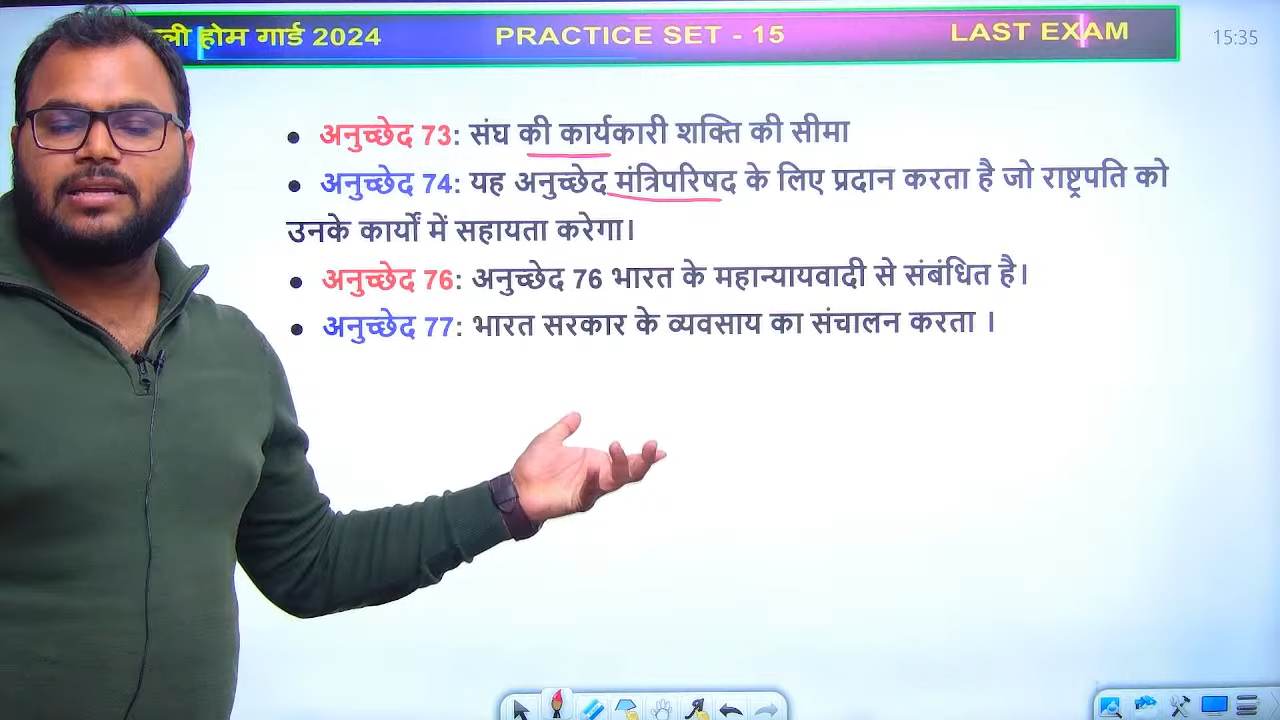 होम गार्ड 2024 PRACTICE SET - 15 LAST EXAM
15:35
• अनुच्छेद 73: संघ की कार्यकारी शक्ति की सीमा
• अनुच्छेद 74: यह अनुच्छेद मंत्रिपरिषद के लिए प्रदान करता है जो राष्ट्रपति को
उनके कार्यों में सहायता करेगा।
• अनुच्छेद 76: अनुच्छेद 76 भारत के महान्यायवादी से संबंधित है।
• अनुच्छेद 77: भारत सरकार के व्यवसाय का संचालन करता ।